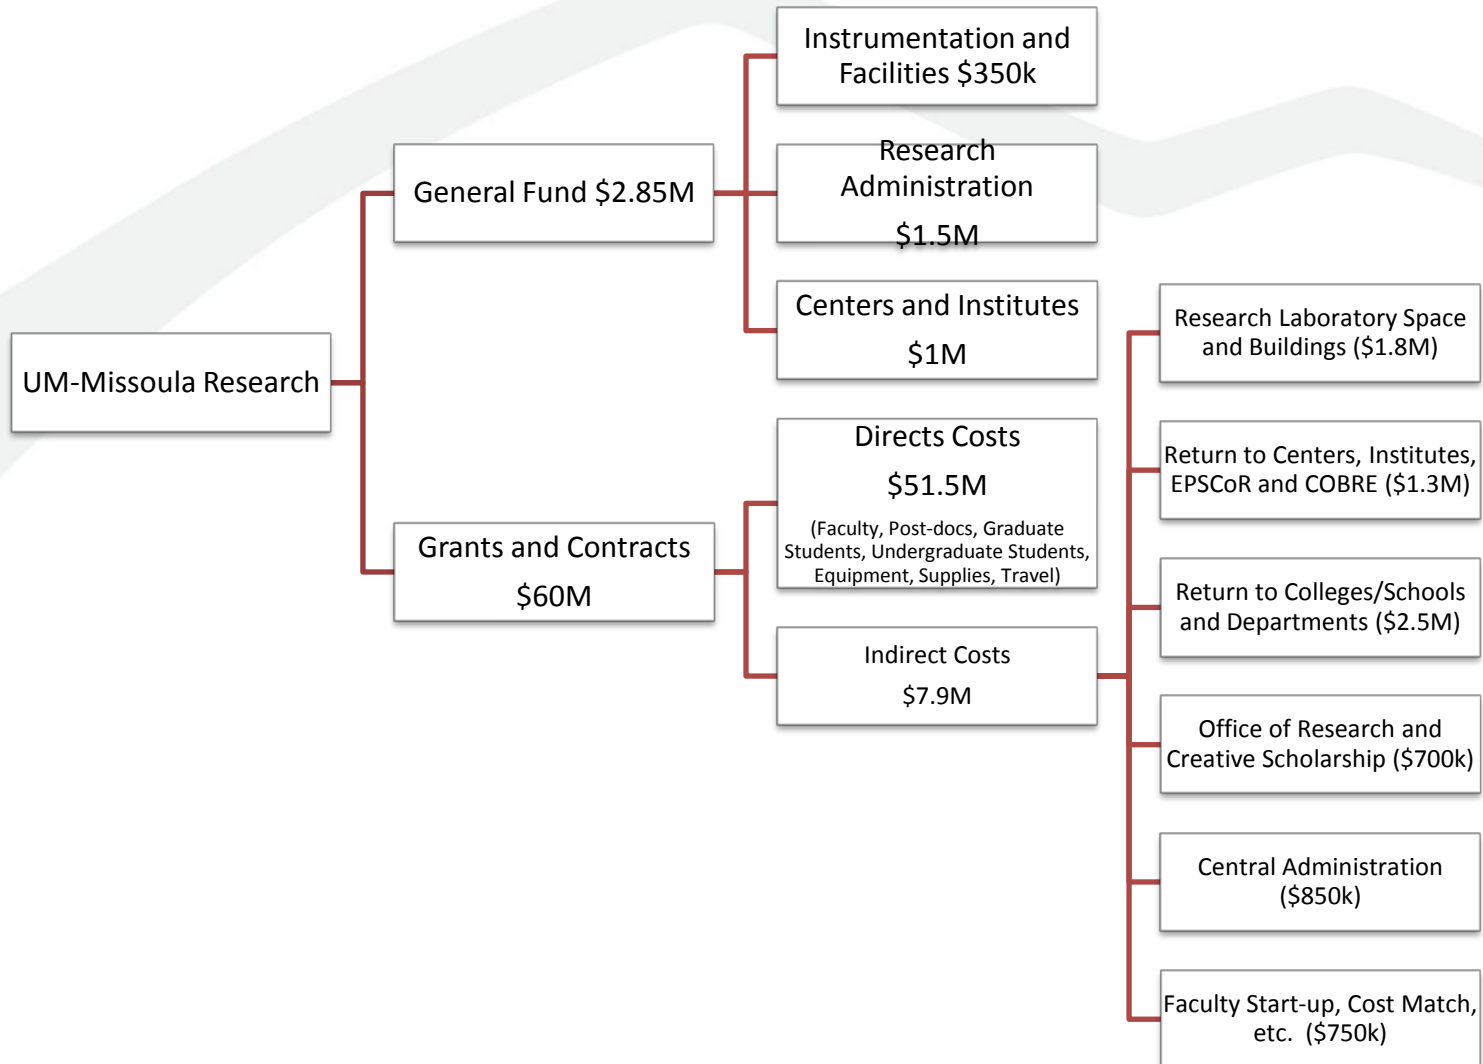 UM-Missoula Research
General Fund $2.85M
Instrumentation and
Facilities $350k
Research
Administration
$1.5M
Centers and Institutes
$1M
Grants and Contracts
$60M
Directs Costs
$51.5M
(Faculty, Post-docs, Graduate
Students, Undergraduate Students,
Equipment, Supplies, Travel)
Indirect Costs
$7.9M
Research Laboratory Space
and Buildings ($1.8M)
Return to Centers, Institutes,
EPSCoR and COBRE ($1.3M)
Return to Colleges/Schools
and Departments ($2.5M)
Office of Research and
Creative Scholarship ($700k)
Central Administration
($850k)
Faculty Start-up, Cost Match,
etc. ($750k)